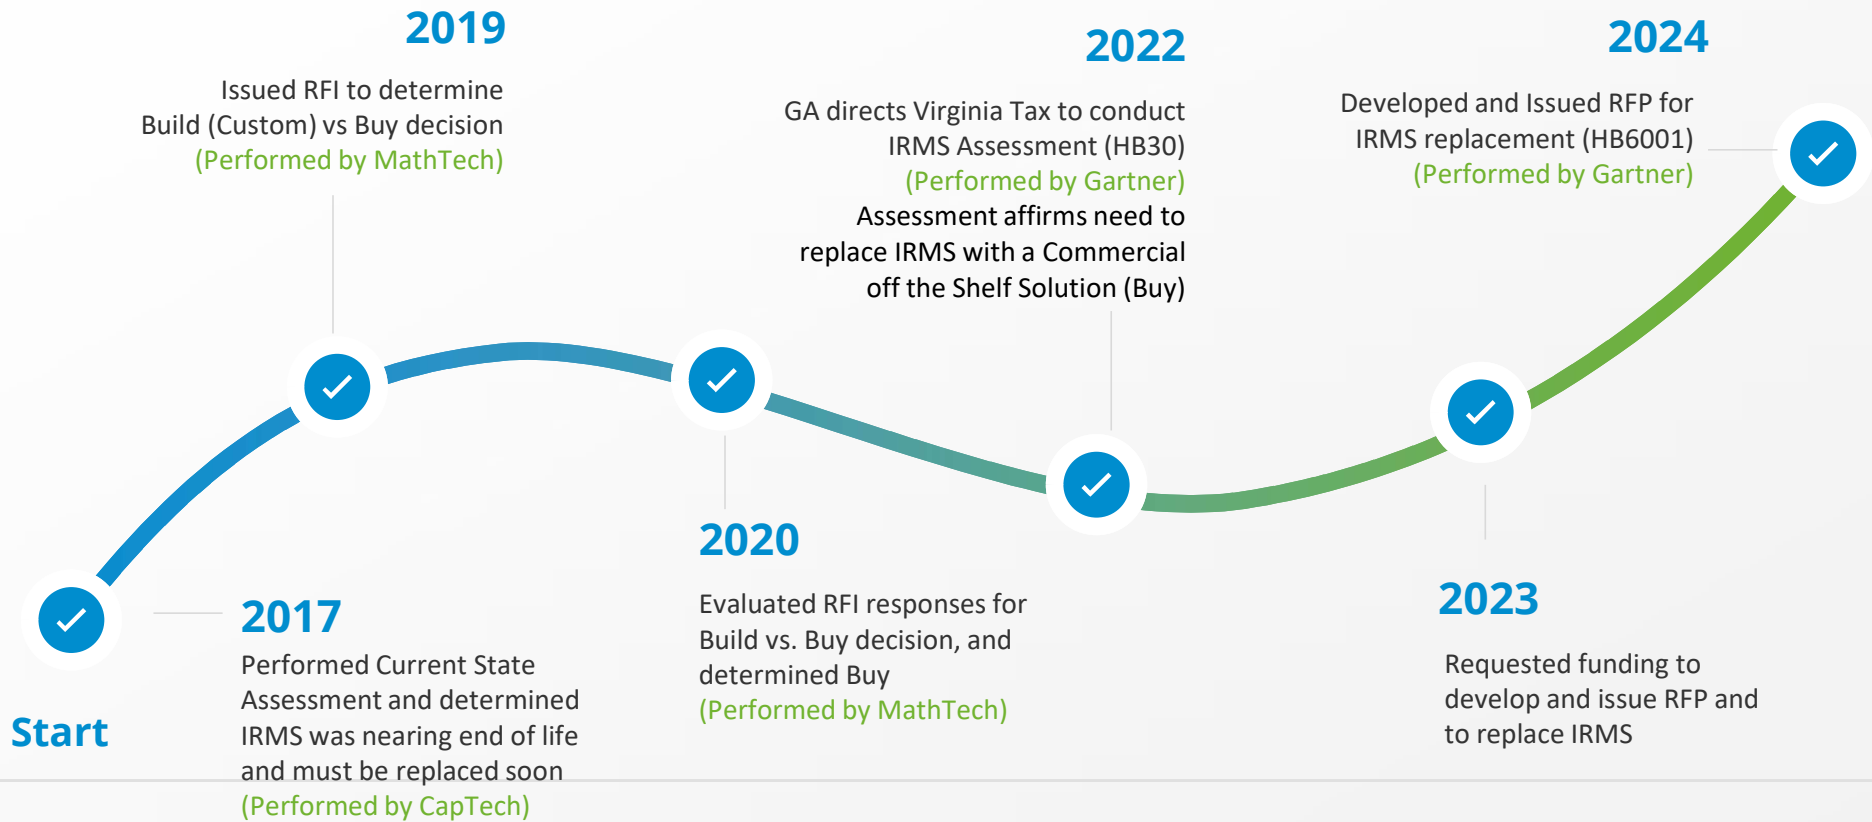 Start
2017
Performed Current State
Assessment and determined
IRMS was nearing end of life
and must be replaced soon
(Performed by CapTech)
2019
Issued RFI to determine
Build (Custom) vs Buy decision
(Performed by MathTech)
2020
Evaluated RFI responses for
Build vs. Buy decision, and
determined Buy
(Performed by MathTech)
2022
GA directs Virginia Tax to conduct
IRMS Assessment (HB30)
(Performed by Gartner)
Assessment affirms need to
replace IRMS with a Commercial
off the Shelf Solution (Buy)
2023
Requested funding to
develop and issue RFP and
to replace IRMS
2024
Developed and Issued RFP for
IRMS replacement (HB6001)
(Performed by Gartner)